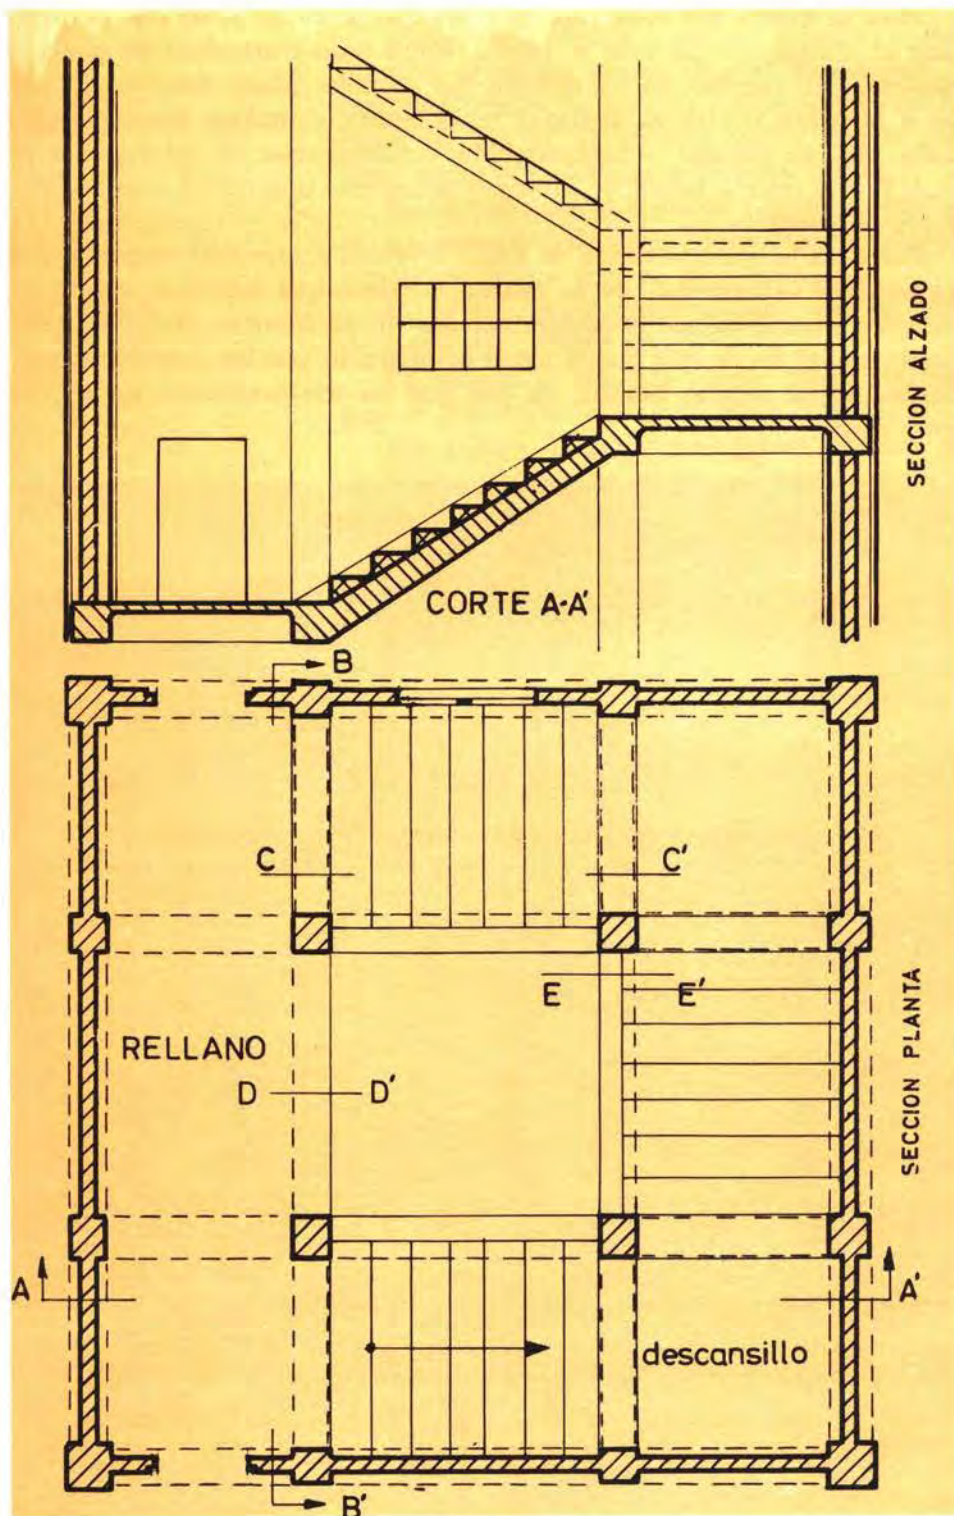 SECCION ALZADO
CORTE A-A'
B
C
C'
E
E'
RELLANO
D
D'
SECCION PLANTA
A
A'
descansillo
B'